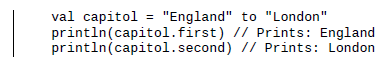 val capitol = "England" to "London"
println(capitol.first) // Prints: England
println(capitol.second) // Prints: London